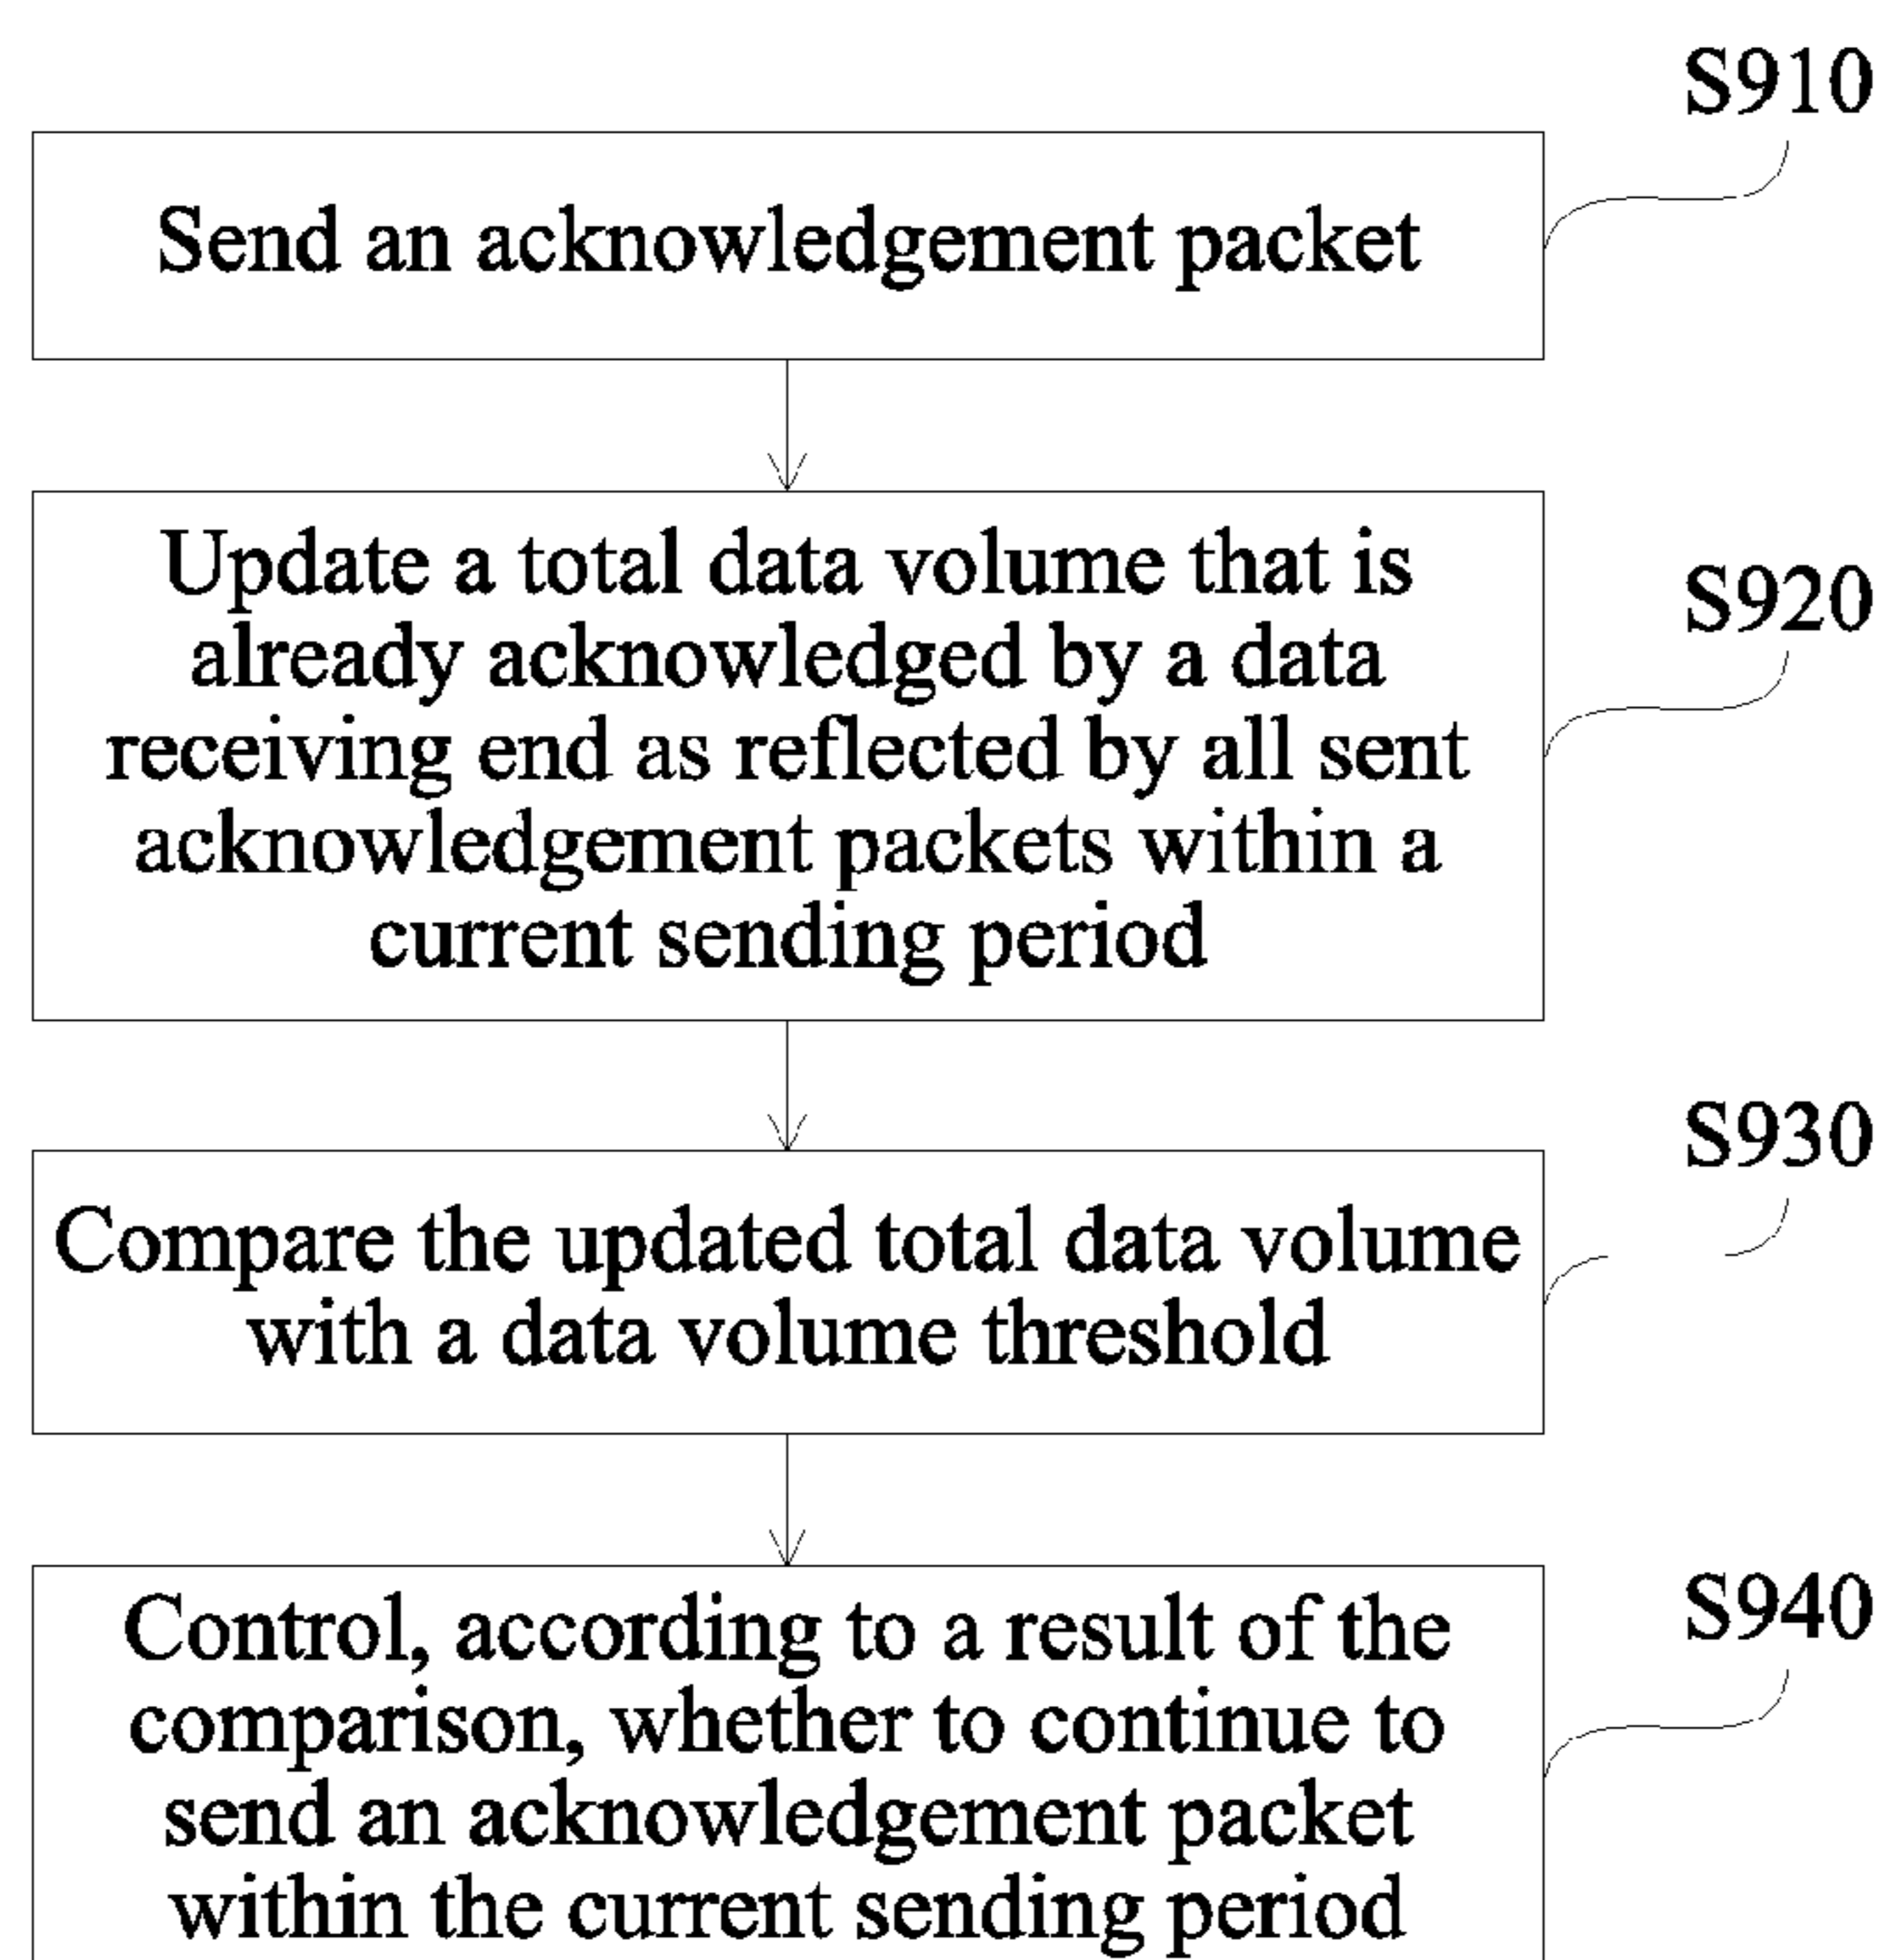 S910
Send an acknowledgement packet
Update a total data volume that is
already acknowledged by a data
receiving end as reflected by all sent
acknowledgement packets within a
current sending period
S920
Compare the updated total data volume
with a data volume threshold
S930
Control, according to a result of the
comparison, whether to continue to
send an acknowledgement packet
within the current sending period
S940